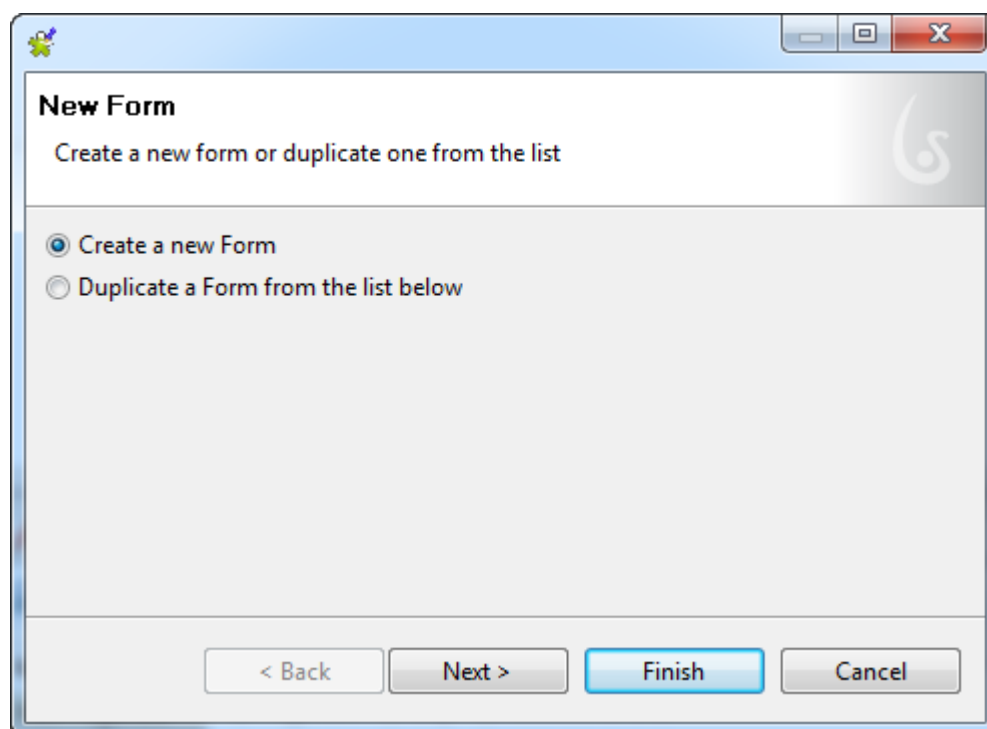 New Form
Create a new form or duplicate one from the list
Create a new Form
Duplicate a Form from the list below
< Back Next > Finish Cancel